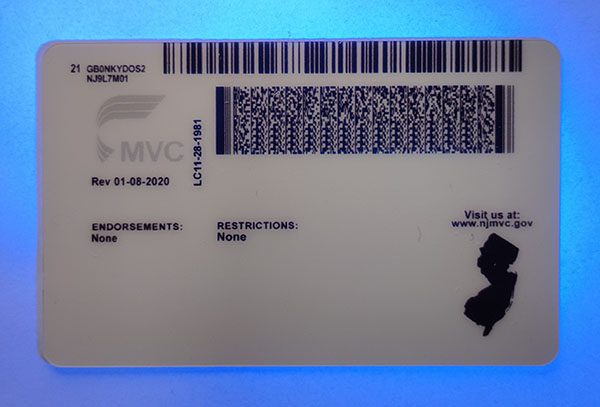 21 GB0NKYDOS2
NJ9L7M01
MVC
LC11-28-1981
Rev 01-08-2020
ENDORSEMENTS:
None
RESTRICTIONS:
None
Visit us at:
www.njmvc.gov